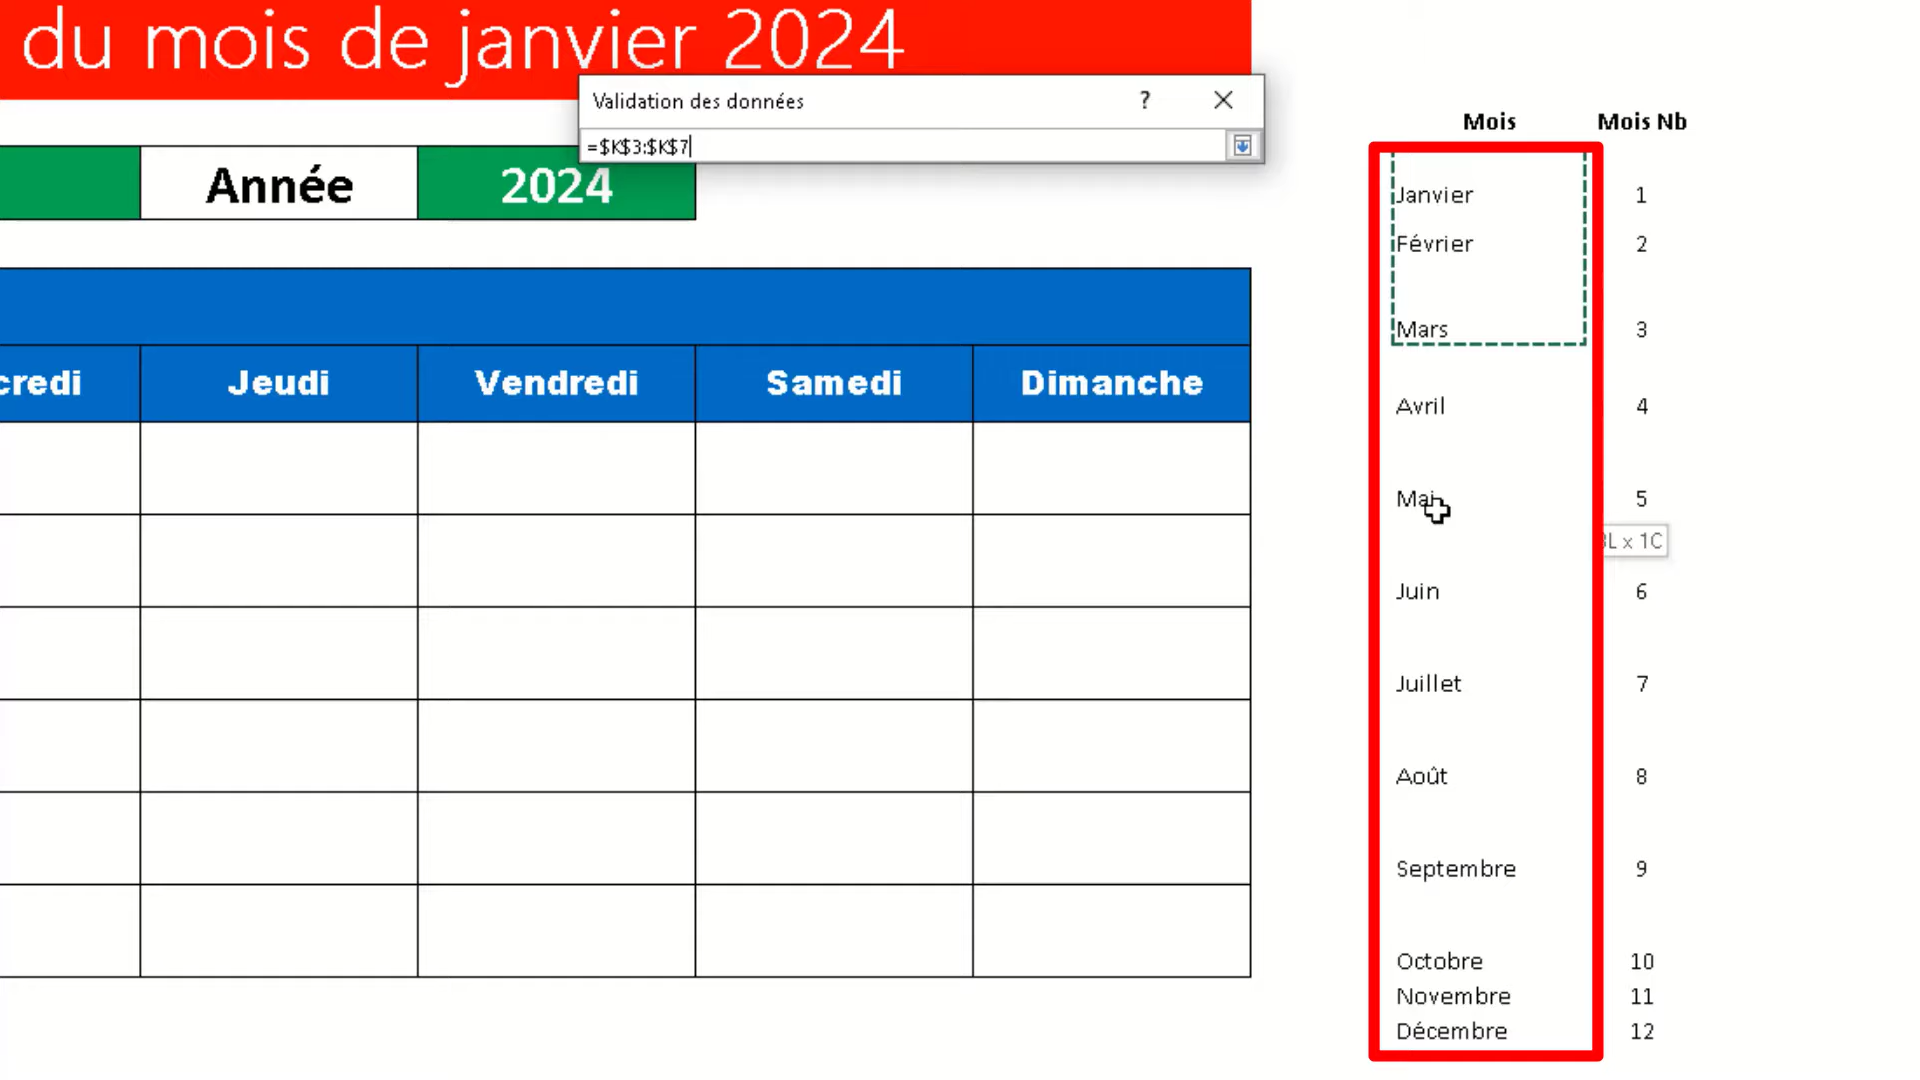 du mois de janvier 2024
Validation des données ? ×
=$K$3:$K$7
Année 2024
Jeudi Vendredi Samedi Dimanche
Mois Mois Nb
Janvier 1
Février 2
Mars 3
Avril 4
Mai 5
L x 1C
Juin 6
Juillet 7
Août 8
Septembre 9
Octobre 10
Novembre 11
Décembre 12